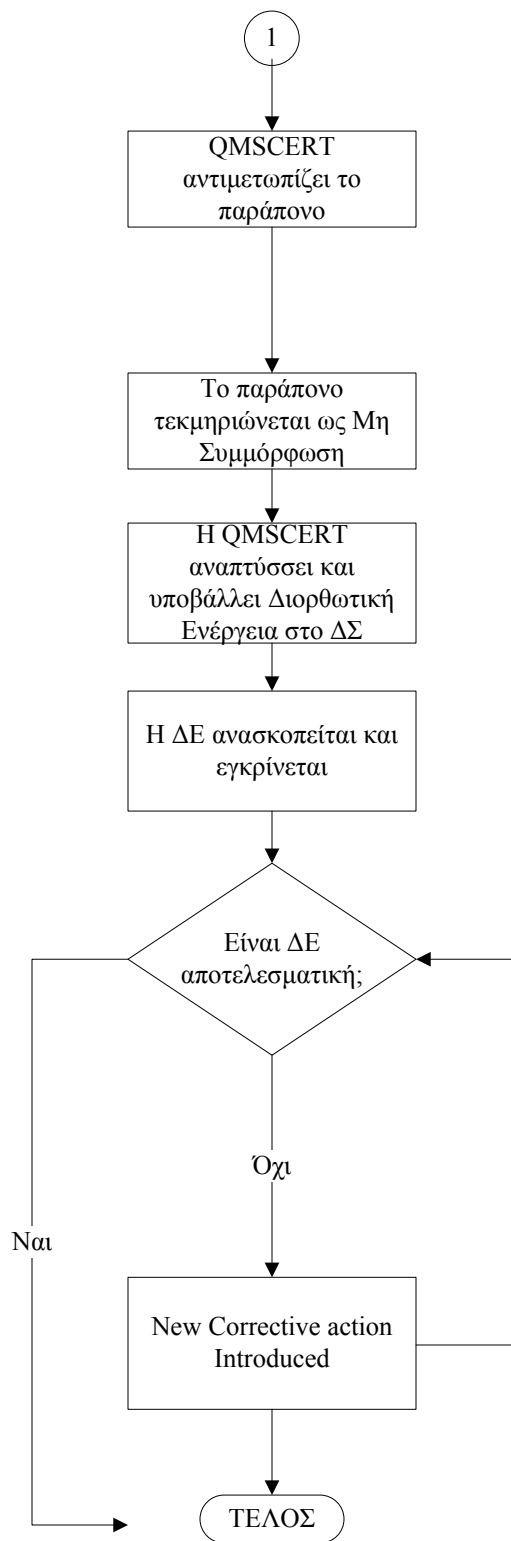 1
QMSCERT
αντιμετωπίζει το
παράπονο
Το παράπονο
τεκμηριώνεται ως Μη
Συμμόρφωση
Η QMSCERT
αναπτύσσει και
υποβάλλει Διορθωτική
Ενέργεια στο ΔΣ
Η ΔΕ ανασκοπείται και
εγκρίνεται
Είναι ΔΕ
αποτελεσματική;
Όχι
Ναι
New Corrective action
Introduced
ΤΕΛΟΣ